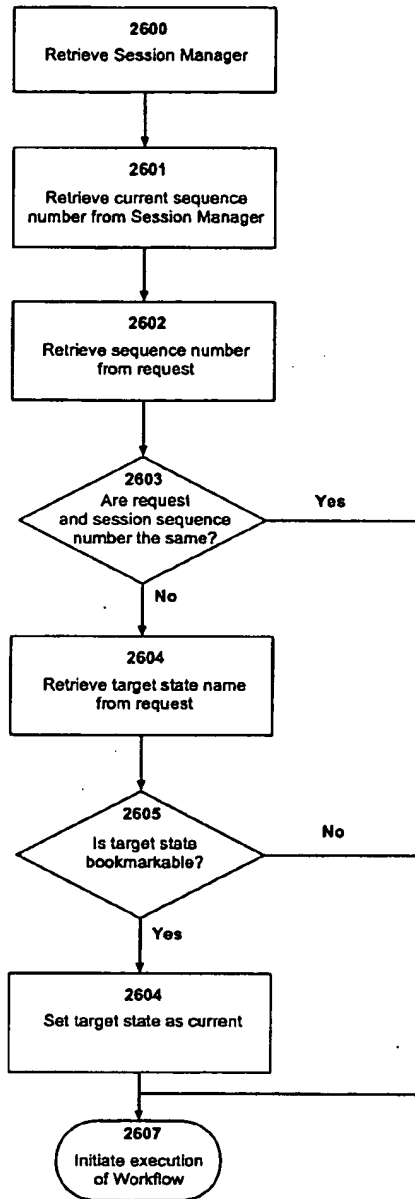 2600
Retrieve Session Manager
2601
Retrieve current sequence
number from Session Manager
2602
Retrieve sequence number
from request
2603
Are request
and session sequence
number the same?
Yes
No
2604
Retrieve target state name
from request
2605
Is target state
bookmarkable?
No
Yes
2604
Set target state as current
2607
Initiate execution
of Workflow